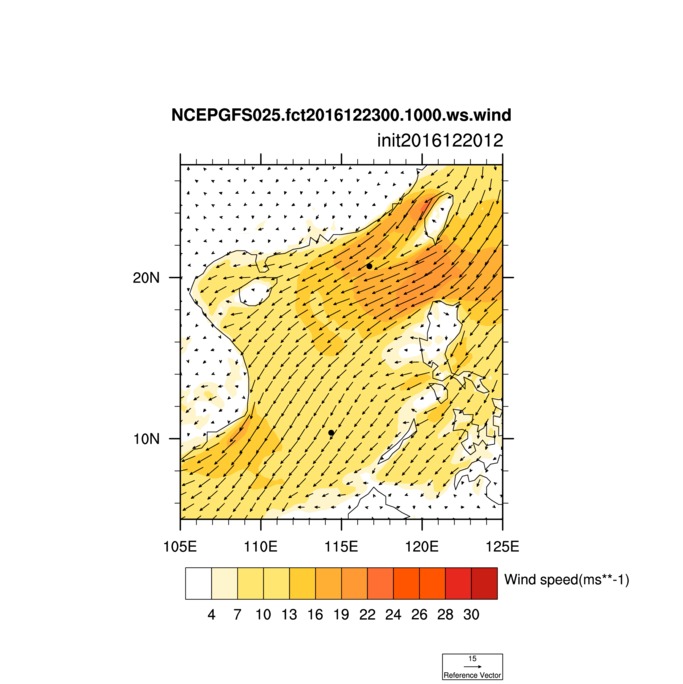 NCEPGFS025.fct2016122300.1000.ws.wind
init2016122012
20N
10N
105E 110E 115E 120E 125E
Wind speed(ms**-1)
4 7 10 13 16 19 22 24 26 28 30
15
Reference Vector